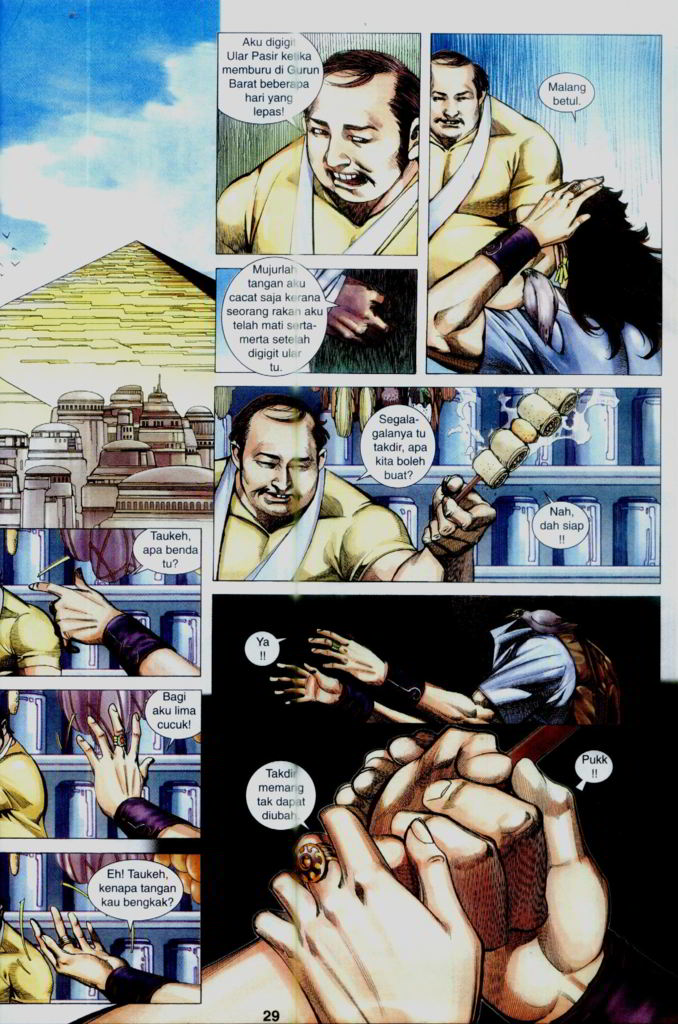 Taukeh,
apa benda
tu?
Bagi
aku lima
cucuk!
Eh! Taukeh,
kenapa tangan
kau bengkak?
Aku digigit
Ular Pasir ketika
memburu di Gurun
Barat beberapa
hari yang
lepas!
Malang
betul.
Mujurlah
tangan aku
cacat saja kerana
seorang rakan aku
telah mati serta-
merta setelah
digigit ular
tu.
Segala-
galanya tu
takdir, apa
kita boleh
buat?
Nah,
dah siap
!!
Ya
!!
Takdir
memang
tak dapat
diubah.
Pukk
!!
29